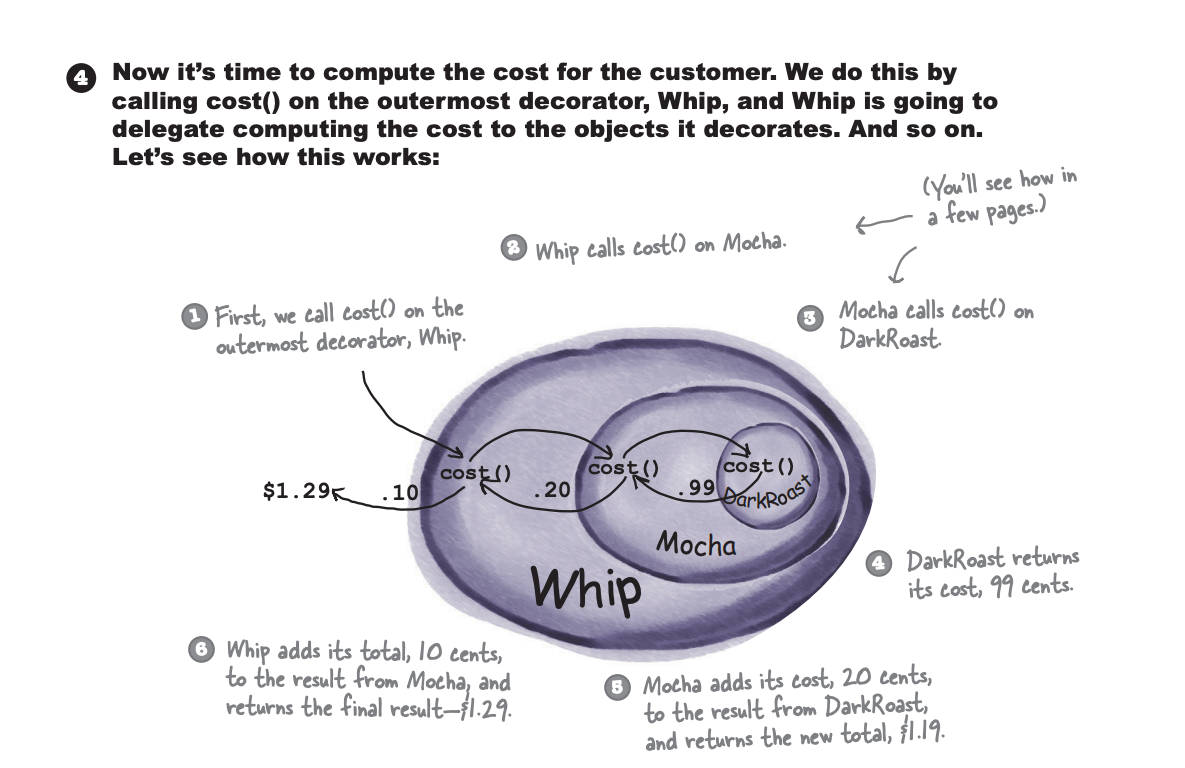 4 Now it's time to compute the cost for the customer. We do this by
calling cost() on the outermost decorator, Whip, and Whip is going to
delegate computing the cost to the objects it decorates. And so on.
Let's see how this works:
(You'll see how in
a few pages.)
2 Whip calls cost() on Mocha.
1 First, we call cost() on the
outermost decorator, Whip.
3 Mocha calls cost() on
DarkRoast.
cost() cost() cost()
$1.29 .10 .20 .99 DarkRoast
Mocha
Whip
4 DarkRoast returns
its cost, 99 cents.
6 Whip adds its total, 10 cents,
to the result from Mocha, and
returns the final result—$1.29.
5 Mocha adds its cost, 20 cents,
to the result from DarkRoast,
and returns the new total, $1.19.